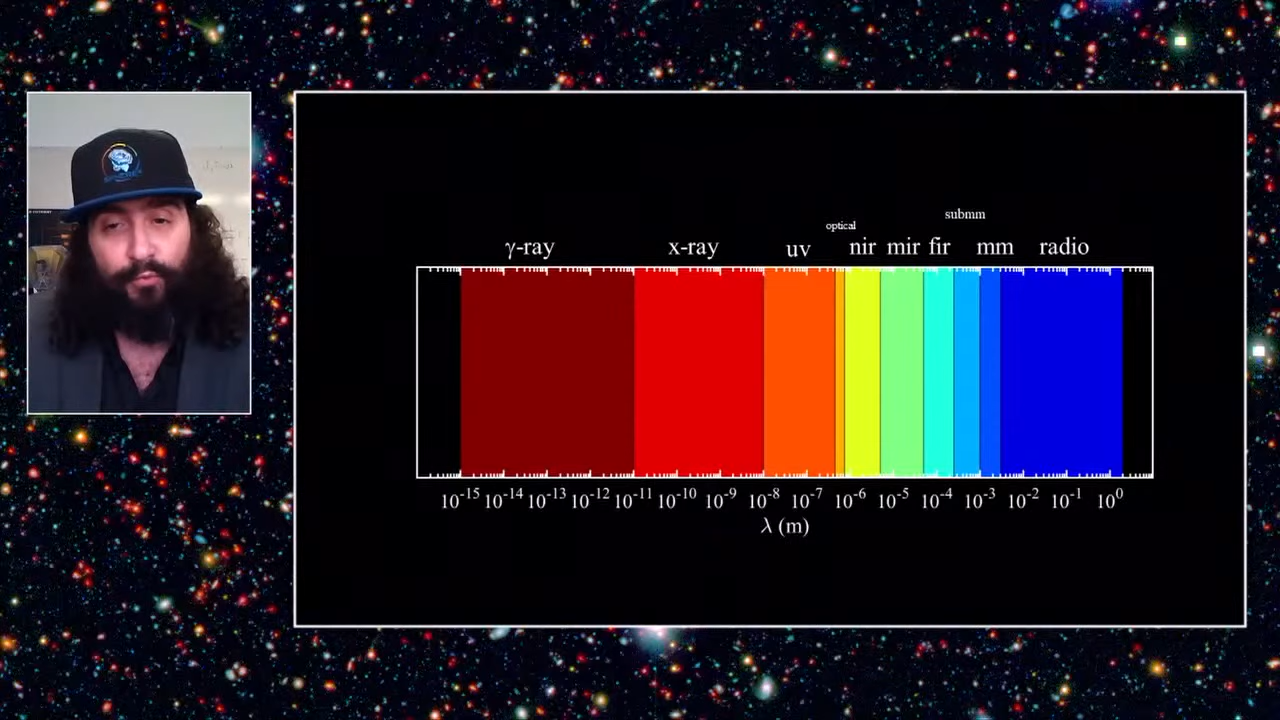 optical
submm
γ-ray x-ray uv nir mir fir mm radio
10-15 10-14 10-13 10-12 10-11 10-10 10-9 10-8 10-7 10-6 10-5 10-4 10-3 10-2 10-1 100
λ (m)